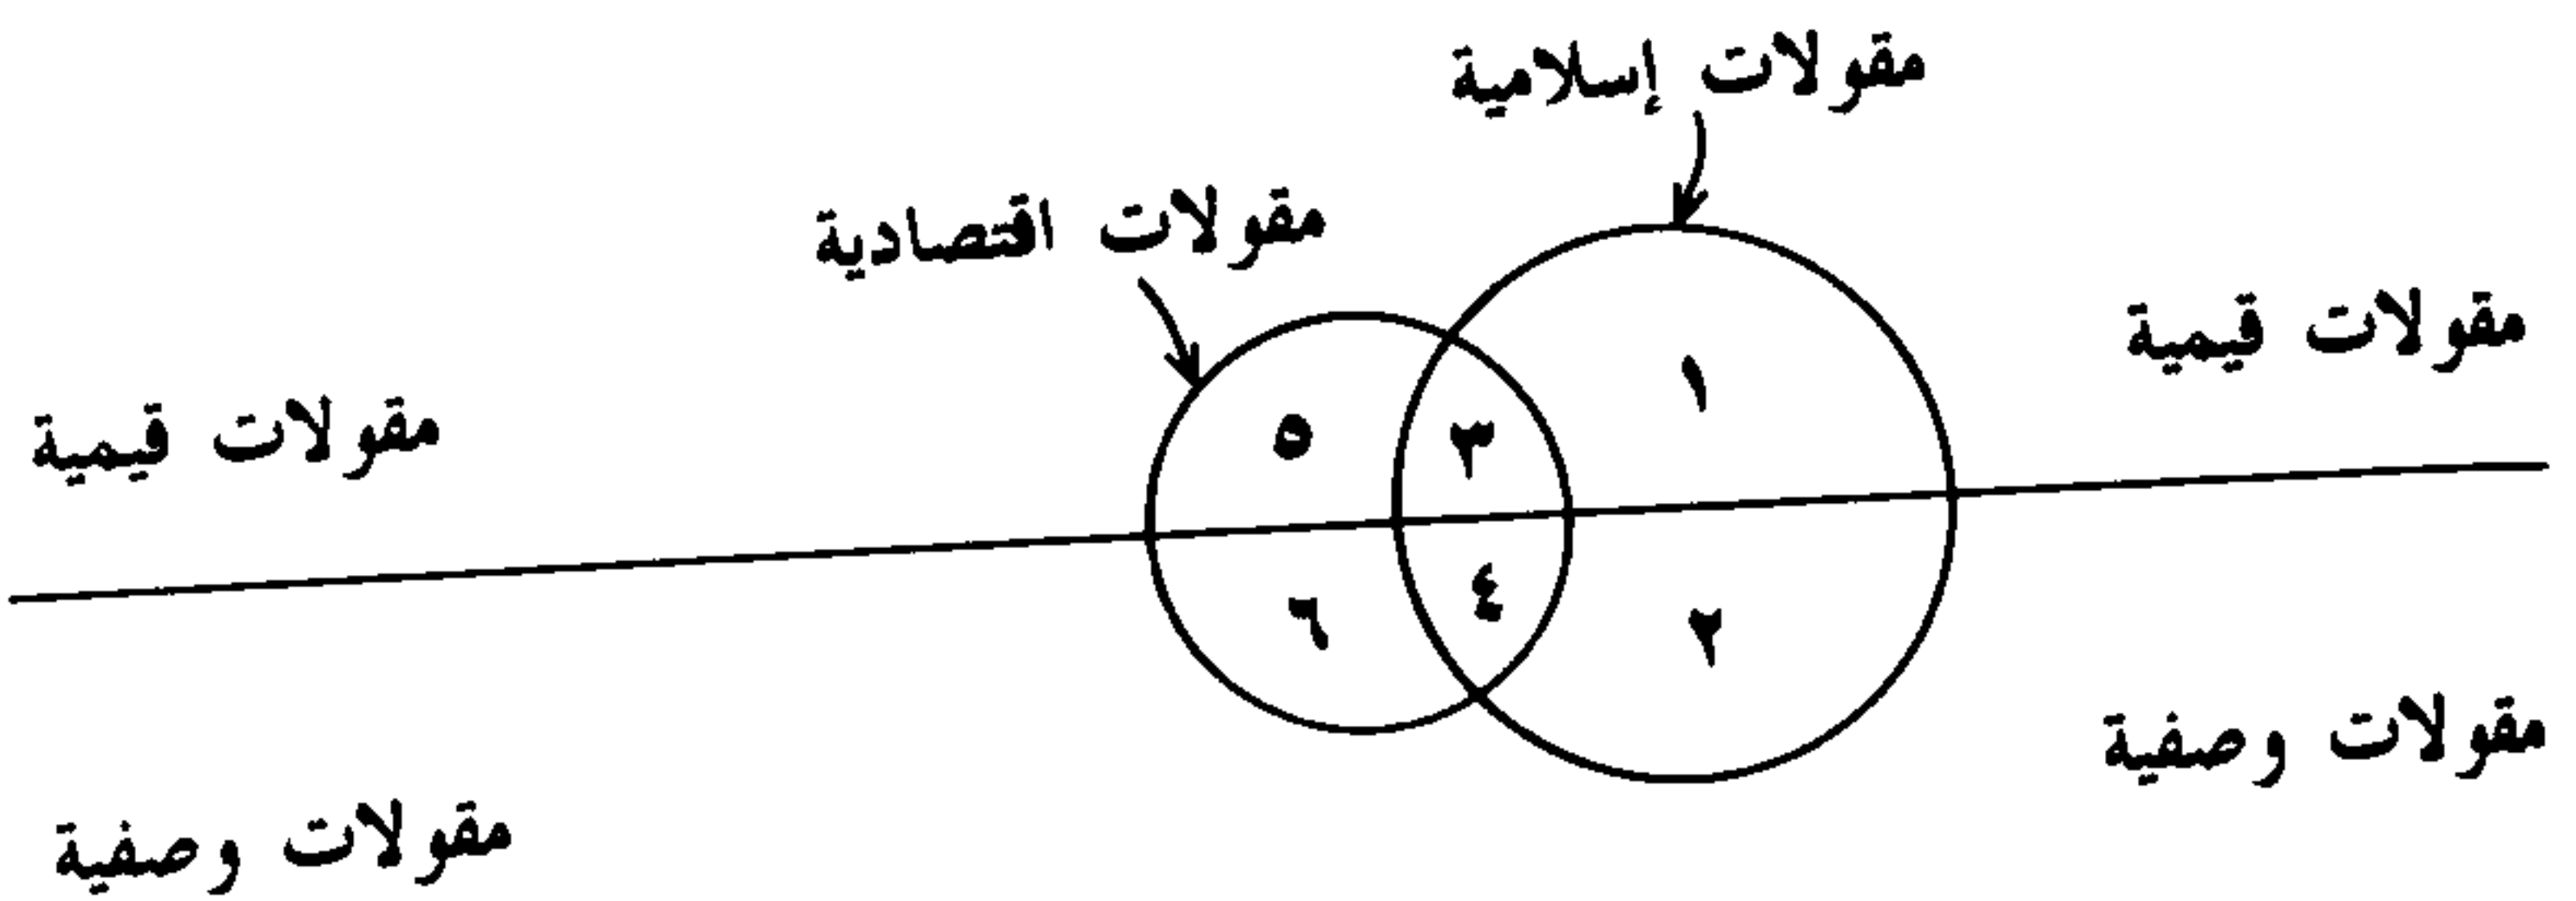 مقولات إسلامية
مقولات اقتصادية
مقولات قيمية
مقولات قيمية
١
٣
٥
٢
٤
٦
مقولات وصفية
مقولات وصفية